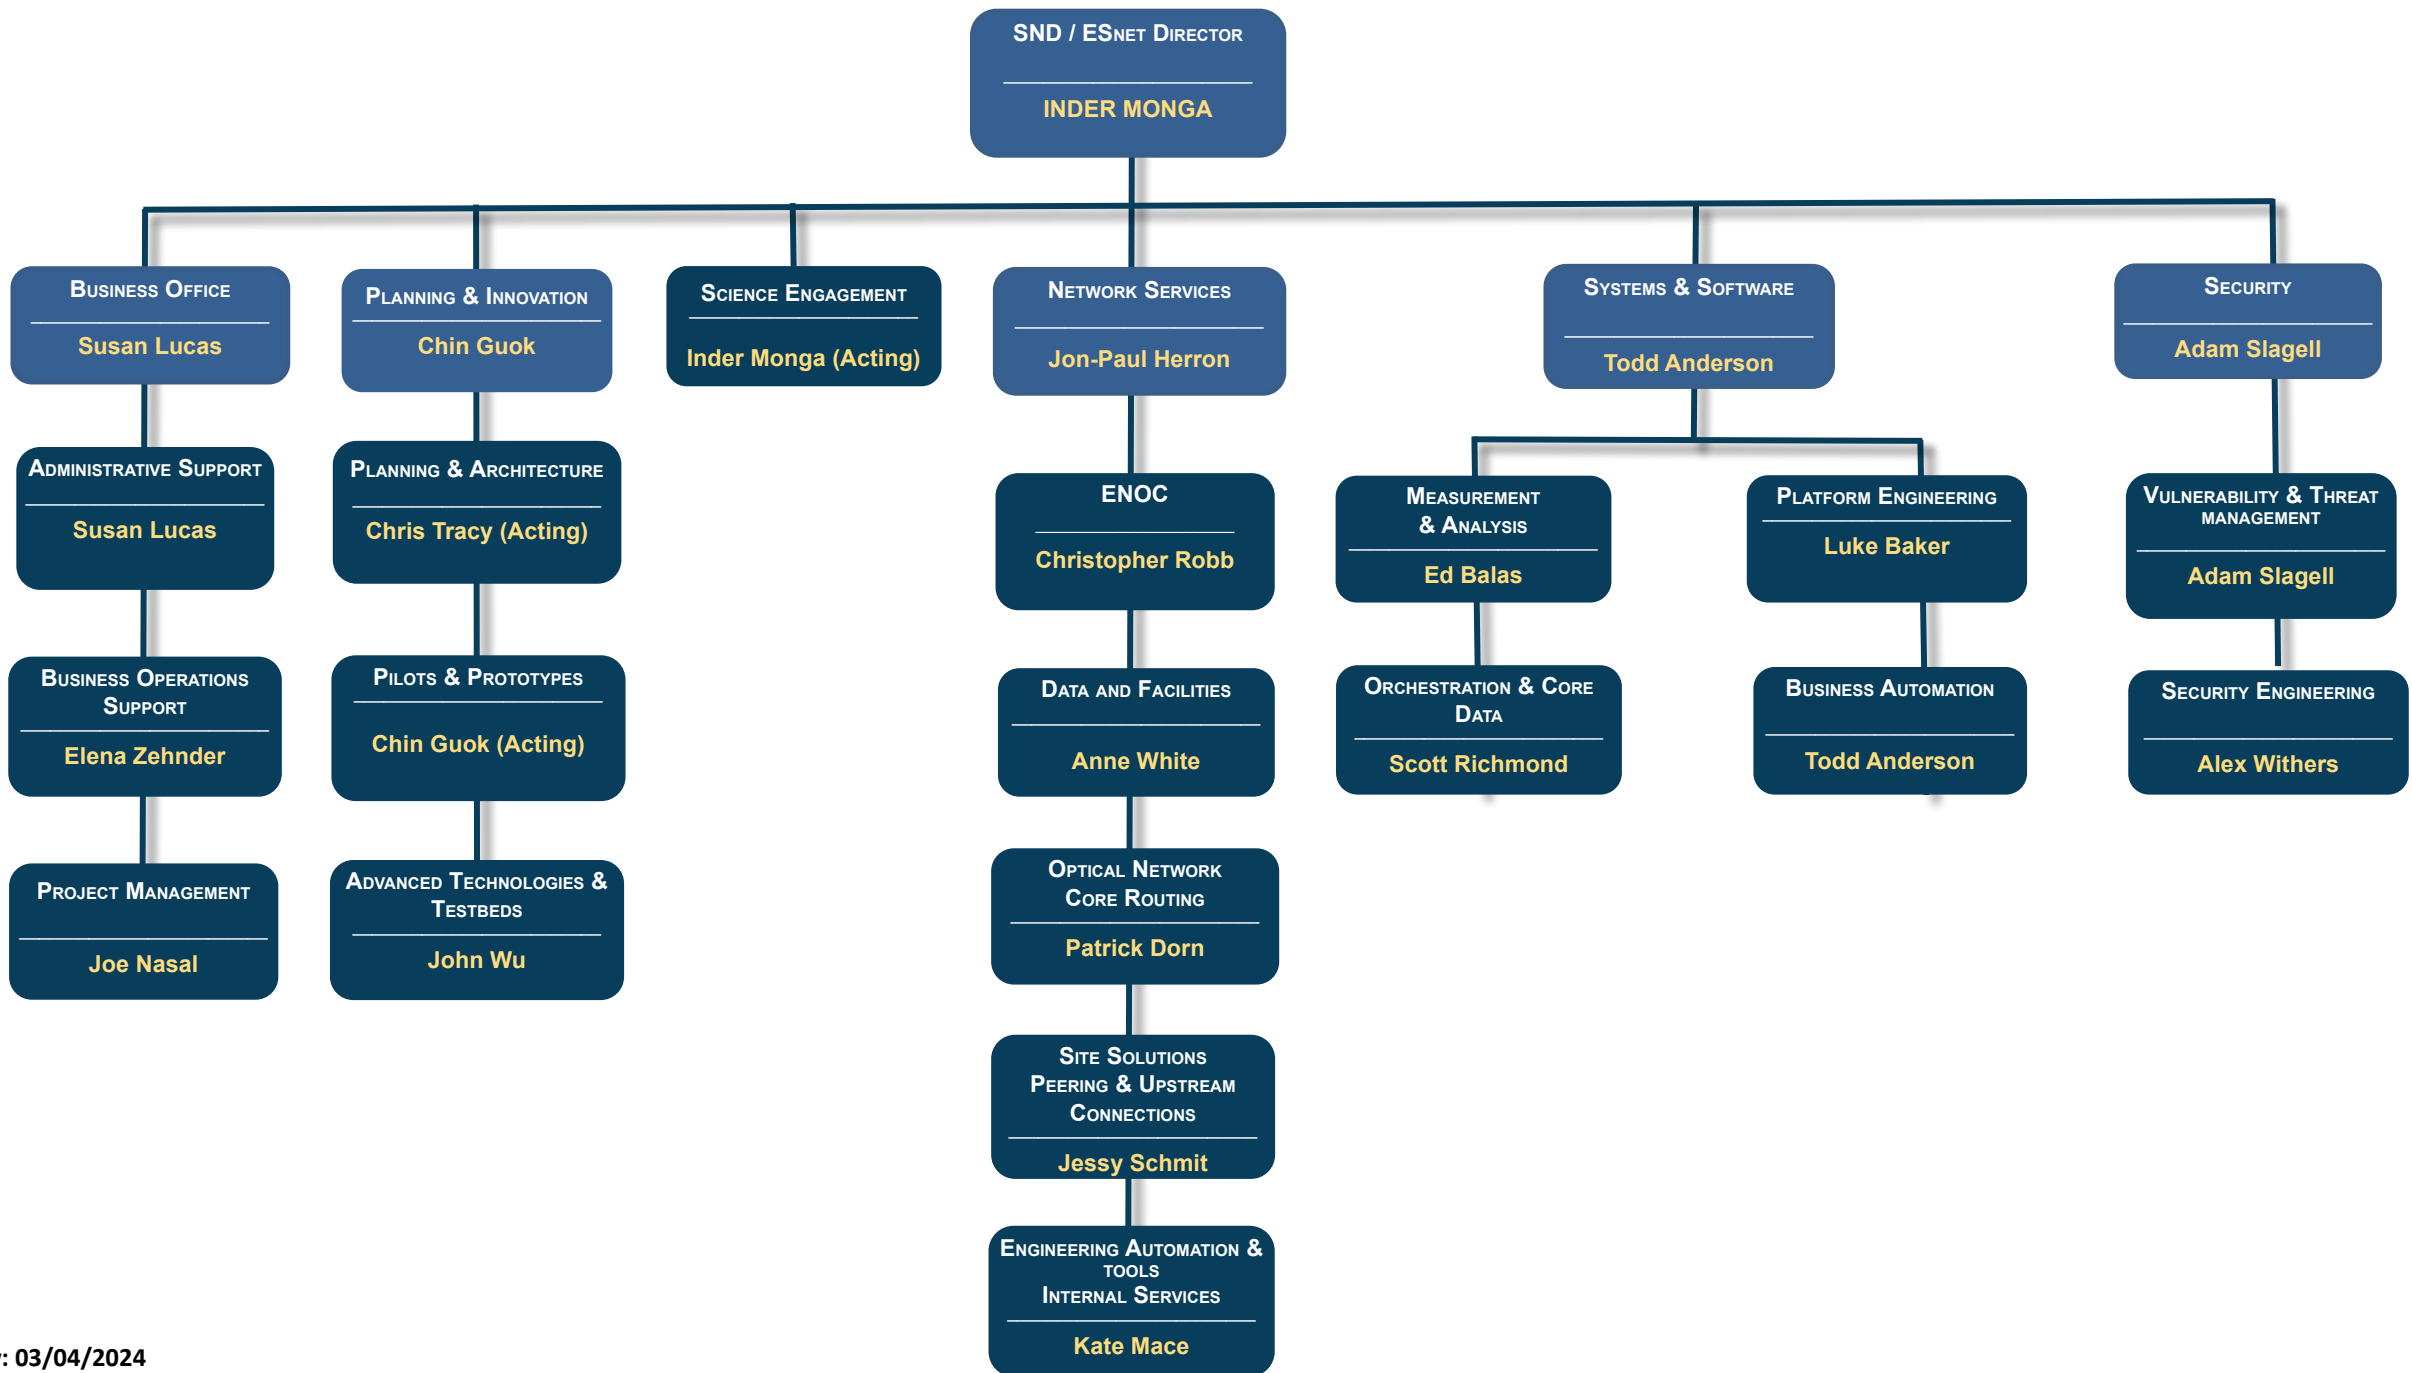 SND / ESnet Director
INDER MONGA
Business Office
Susan Lucas
Planning & Innovation
Chin Guok
Science Engagement
Inder Monga (Acting)
Network Services
Jon-Paul Herron
Systems & Software
Todd Anderson
Security
Adam Slagell
Administrative Support
Susan Lucas
Business Operations
Support
Elena Zehnder
Project Management
Joe Nasal
Planning & Architecture
Chris Tracy (Acting)
Pilots & Prototypes
Chin Guok (Acting)
Advanced Technologies &
Testbeds
John Wu
ENOC
Christopher Robb
Data and Facilities
Anne White
Optical Network
Core Routing
Patrick Dorn
Site Solutions
Peering & Upstream
Connections
Jessy Schmit
Engineering Automation &
tools
Internal Services
Kate Mace
Measurement
& Analysis
Ed Balas
Orchestration & Core
Data
Scott Richmond
Platform Engineering
Luke Baker
Business Automation
Todd Anderson
Vulnerability & Threat
management
Adam Slagell
Security Engineering
Alex Withers
: 03/04/2024